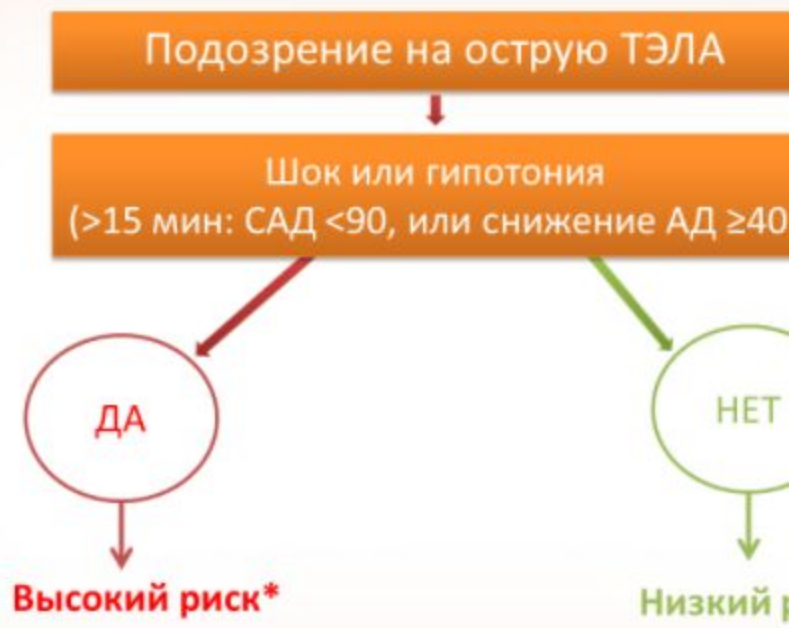 Подозрение на острую ТЭЛА
Шок или гипотония
(>15 мин: САД <90, или снижение АД ≥40
ДА
НЕТ
Высокий риск*
Низкий